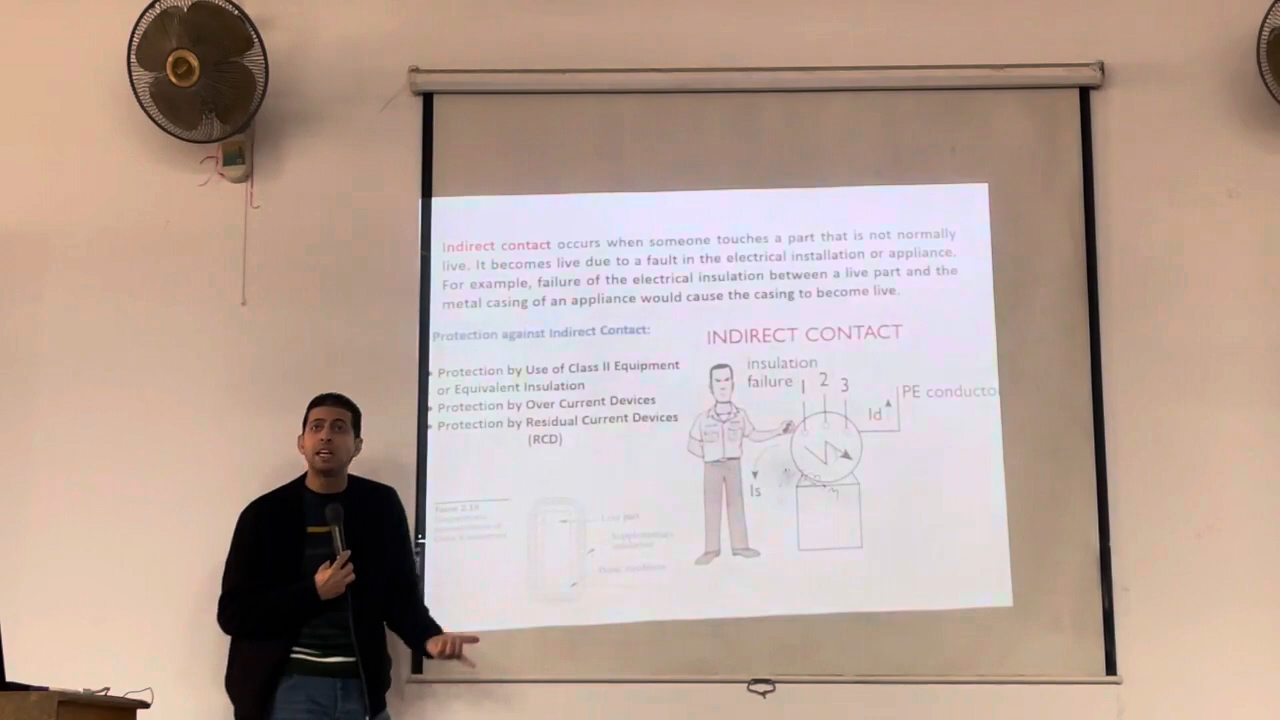 Indirect contact occurs when someone touches a part that is not normally
live. It becomes live due to a fault in the electrical installation or appliance.
For example, failure of the electrical insulation between a live part and the
metal casing of an appliance would cause the casing to become live.
Protection against Indirect Contact:
• Protection by Use of Class II Equipment
or Equivalent Insulation
• Protection by Over Current Devices
• Protection by Residual Current Devices
(RCD)
INDIRECT CONTACT
insulation
failure
1 2 3
PE conducto
Id
Is
Live part